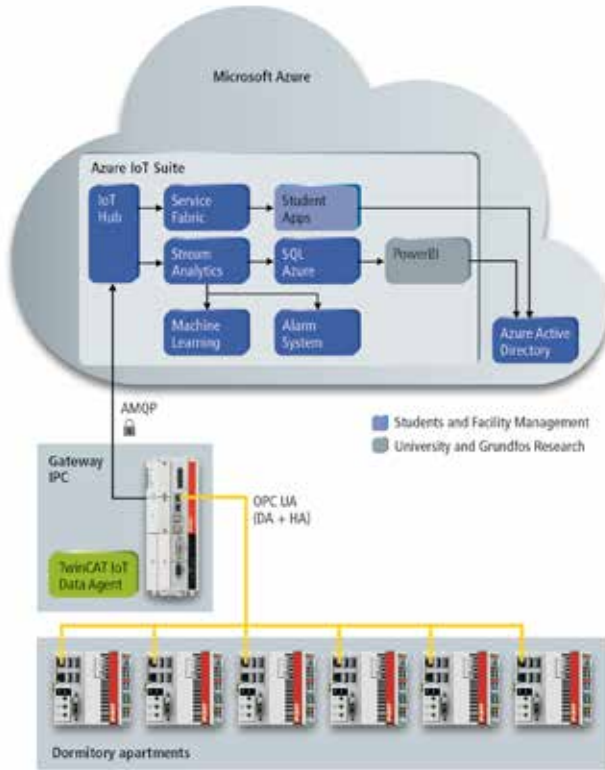 Microsoft Azure
Azure IoT Suite
IoT
Hub
Service
Fabric
Student
Apps
Stream
Analytics
SQL
Azure
PowerBI
Machine
Learning
Alarm
System
Azure Active
Directory
AMQP
Students and Facility Management
University and Grundfos Research
Gateway
IPC
OPC UA
(DA + HA)
TwinCAT IoT
Data Agent
Dormitory apartments